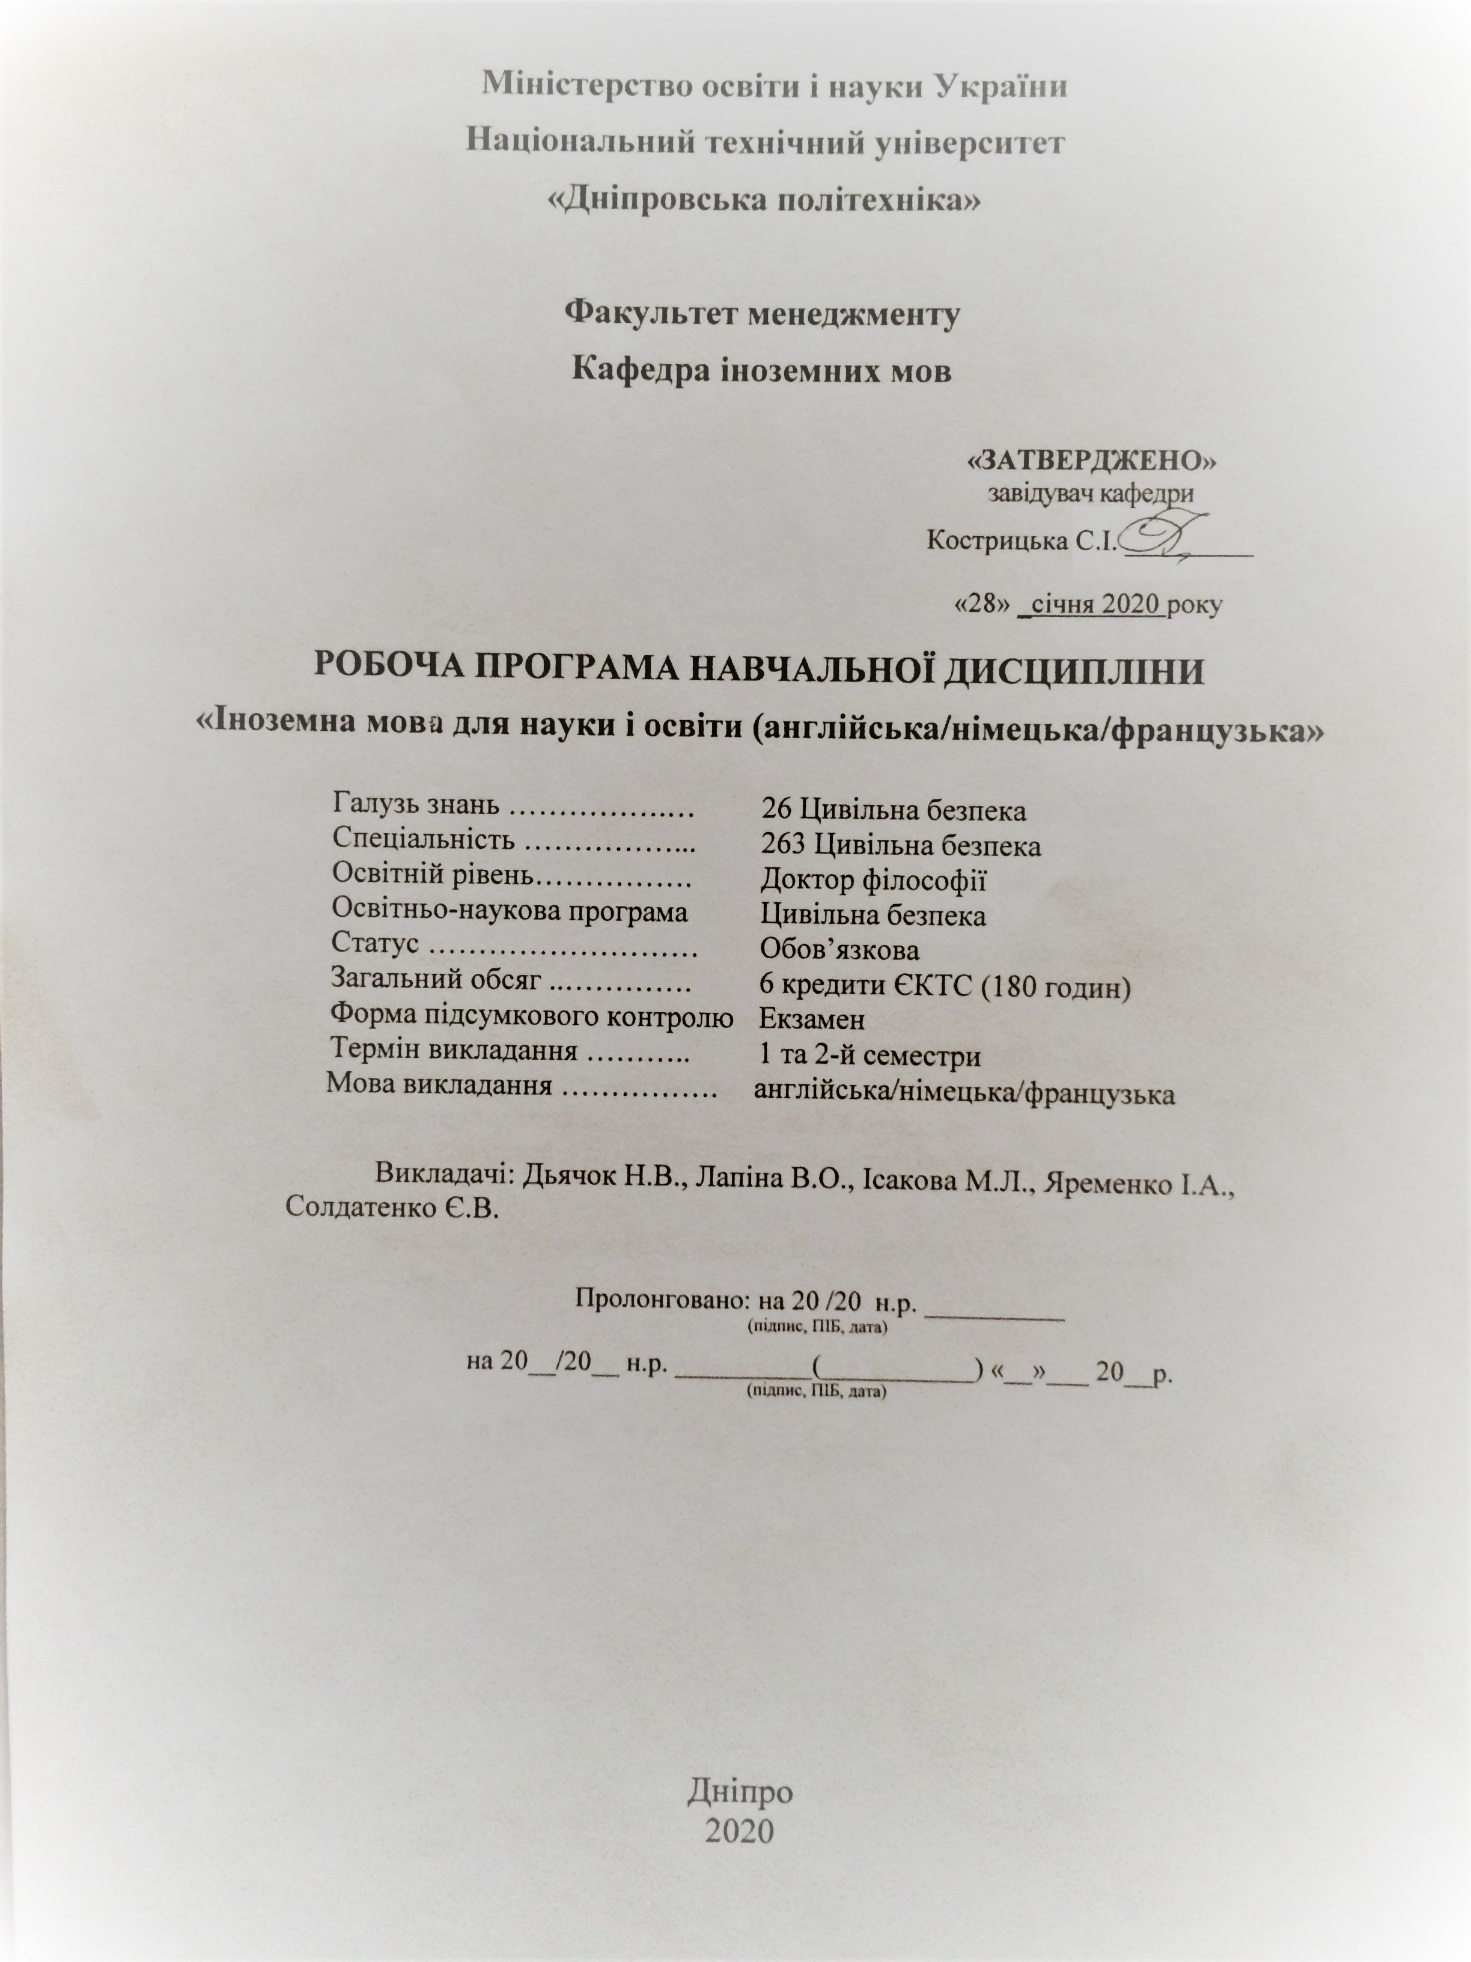 Міністерство освіти і науки України
Національний технічний університет
«Дніпровська політехніка»
Факультет менеджменту
Кафедра іноземних мов
«ЗАТВЕРДЖЕНО»
завідувач кафедри
Кострицька С.І. __________
«28» _січня 2020 року
РОБОЧА ПРОГРАМА НАВЧАЛЬНОЇ ДИСЦИПЛІНИ
«Іноземна мова для науки і освіти (англійська/німецька/французька»
Галузь знань ……………….… 26 Цивільна безпека
Спеціальність ……………... 263 Цивільна безпека
Освітній рівень……………. Доктор філософії
Освітньо-наукова програма Цивільна безпека
Статус ……………………… Обов’язкова
Загальний обсяг ..………… 6 кредити ЄКТС (180 годин)
Форма підсумкового контролю Екзамен
Термін викладання ……….. 1 та 2-й семестри
Мова викладання ……………. англійська/німецька/французька
Викладачі: Дьячок Н.В., Лапіна В.О., Ісакова М.Л., Яременко І.А.,
Солдатенко Є.В.
Пролонговано: на 20 /20 н.р. __________
(підпис, ПІБ, дата)
на 20__/20__ н.р. __________(___________) «__»___ 20__р.
(підпис, ПІБ, дата)
Дніпро
2020